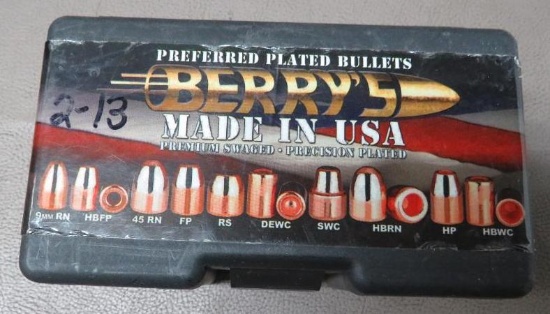 PREFERRED PLATED BULLETS
BERRY'S
2-13
MADE IN USA
PREMIUM SWAGED • PRECISION PLATED
9MM RN HBFP 45 RN FP RS DEWC SWC HBRN HP HBWC